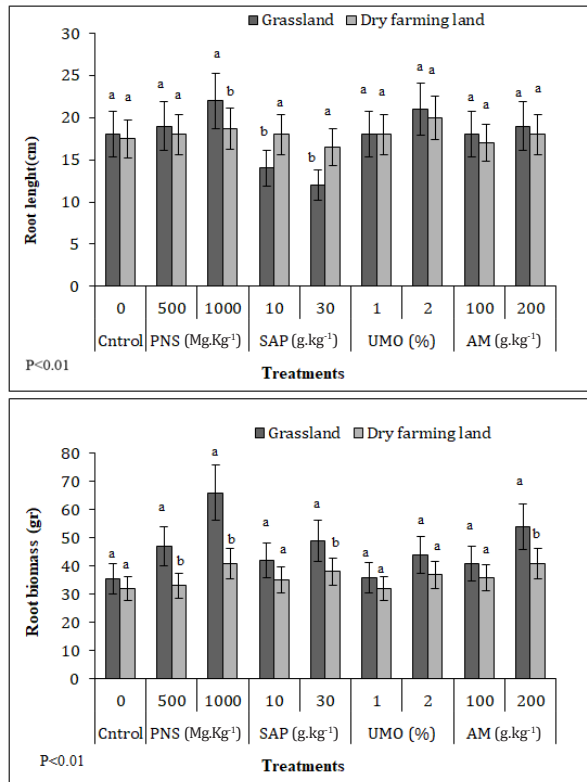 Grassland Dry farming land
30
25
20
15
10
5
0
Root lenght(cm)
a a a a a b b a b a a a a a a a a a
0 500 1000 10 30 1 2 100 200
Cntrol PNS (Mg.Kg⁻¹) SAP (g.kg⁻¹) UMO (%) AM (g.kg⁻¹)
P<0.01
Treatments
Grassland Dry farming land
80
70
60
50
40
30
20
10
0
Root biomass (gr)
a a a b a b a a a b a a a a a a a b
0 500 1000 10 30 1 2 100 200
Cntrol PNS (Mg.Kg⁻¹) SAP (g.kg⁻¹) UMO (%) AM (g.kg⁻¹)
P<0.01
Treatments